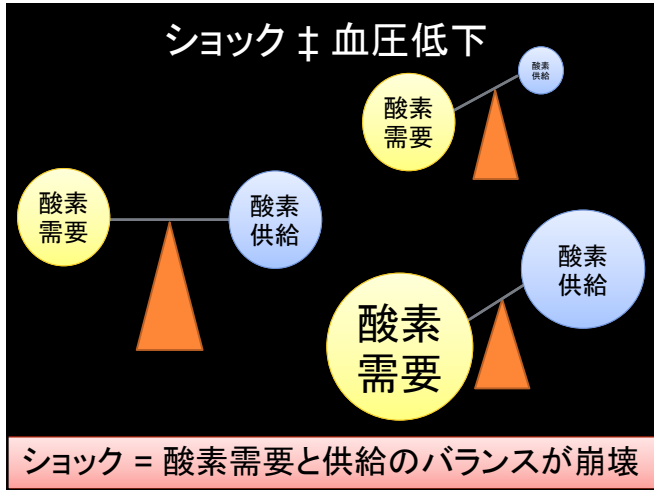 ショック ‡ 血圧低下
酸素
需要
酸素
供給
酸素
需要
酸素
供給
酸素
需要
酸素
供給
ショック = 酸素需要と供給のバランスが崩壊